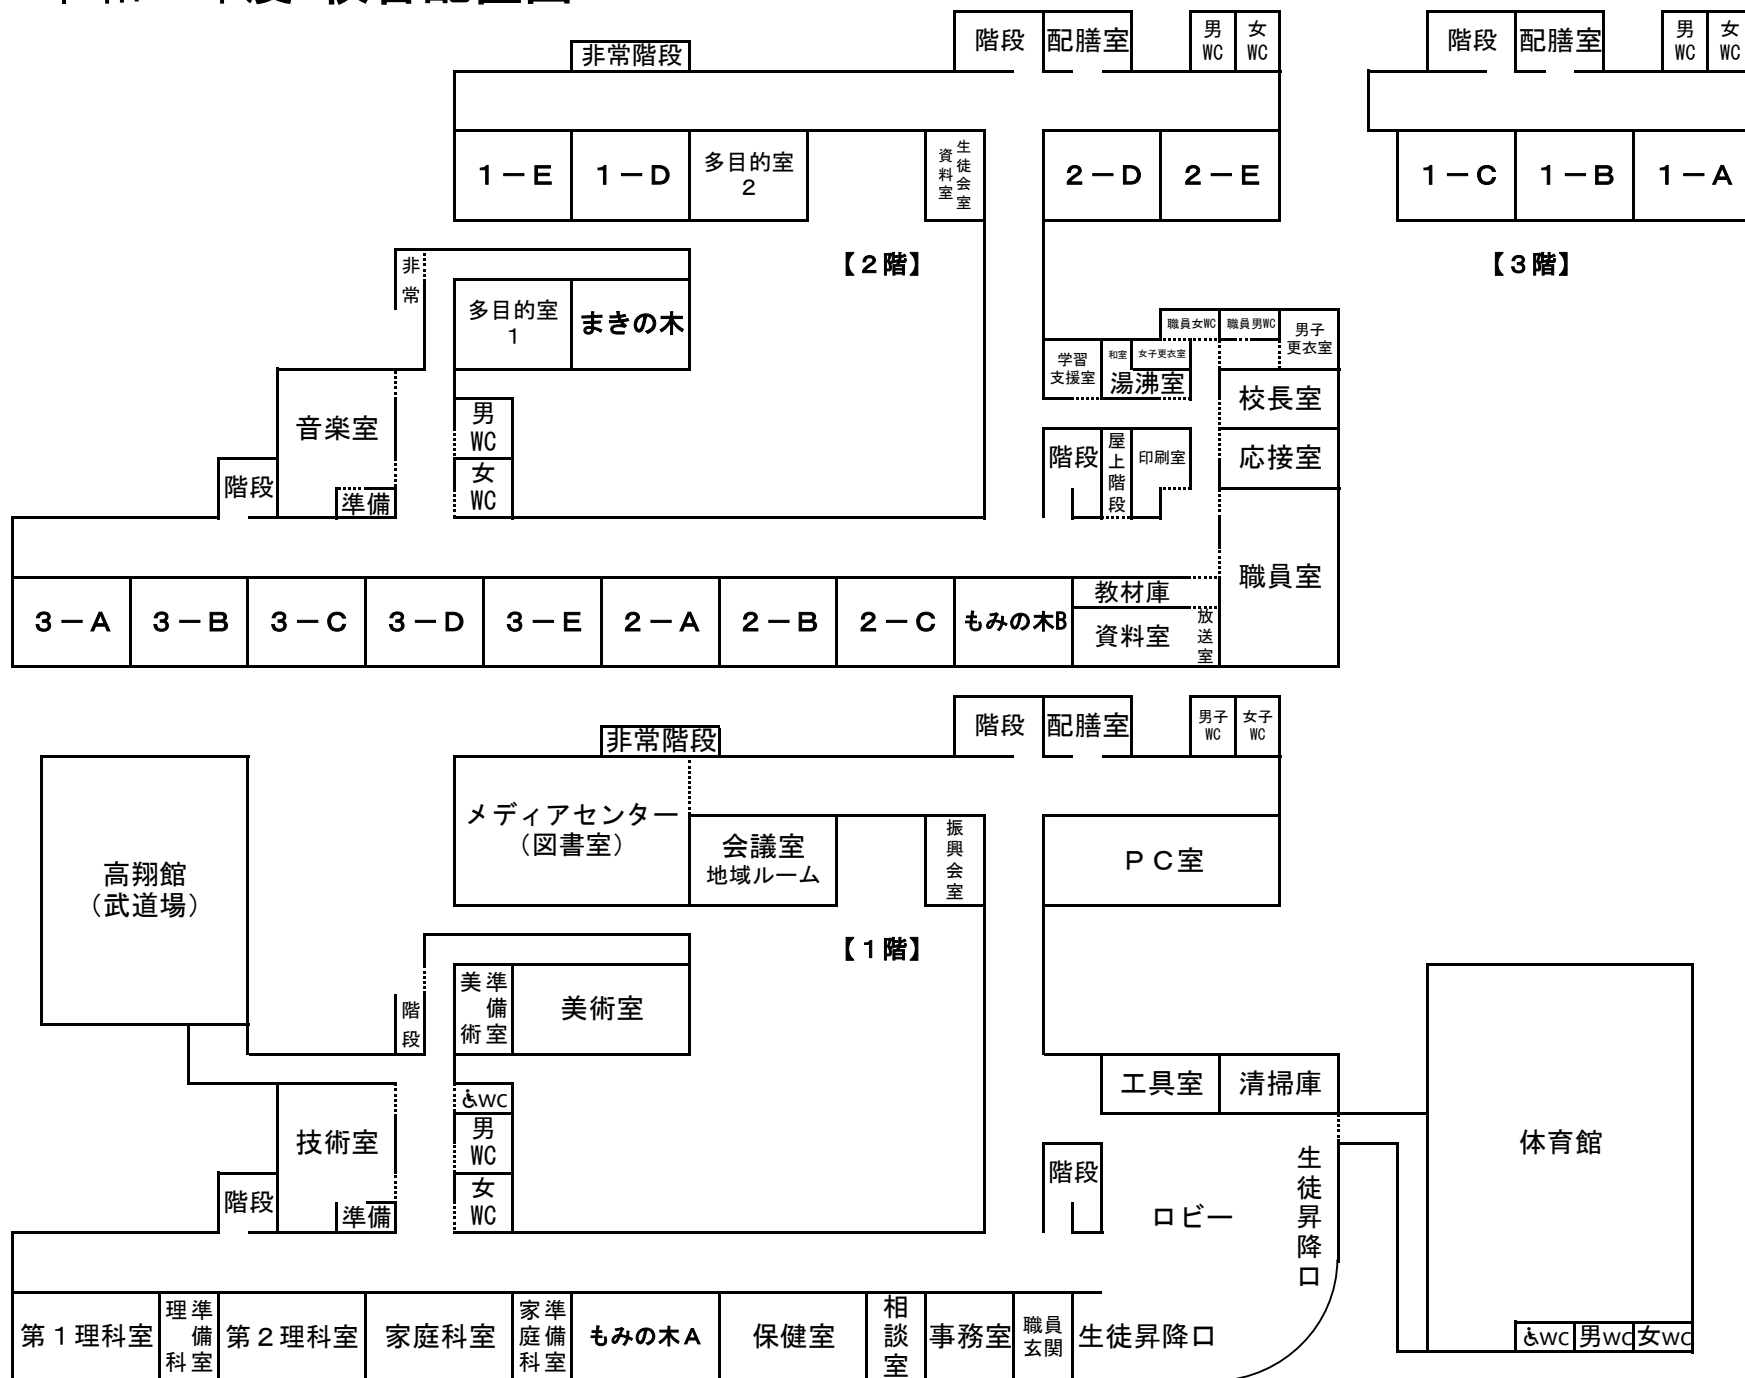 非常階段
階段
配膳室
男
WC
女
WC
階段
配膳室
男
WC
女
WC
1－E
1－D
多目的室
2
生徒会室
資料室
2－D
2－E
1－C
1－B
1－A
【2階】
【3階】
非常
多目的室
1
まきの木
職員女WC
職員男WC
男子
更衣室
学習
支援室
和室
女子更衣室
湯沸室
校長室
音楽室
男
WC
階段
屋上階段
印刷室
応接室
階段
準備
女
WC
職員室
3－A
3－B
3－C
3－D
3－E
2－A
2－B
2－C
もみの木B
教材庫
資料室
放送室
非常階段
階段
配膳室
男子
WC
女子
WC
高翔館
（武道場）
メディアセンター
（図書室）
会議室
地域ルーム
振興会室
ＰＣ室
【1階】
階段
美術
準備室
美術室
工具室
清掃庫
体育館
技術室
WC
男
WC
階段
生徒昇降口
階段
準備
女
WC
ロビー
第１理科室
理科
準備室
第２理科室
家庭科室
家庭科
準備室
もみの木A
保健室
相談室
事務室
職員
玄関
生徒昇降口
WC
男WC
女WC